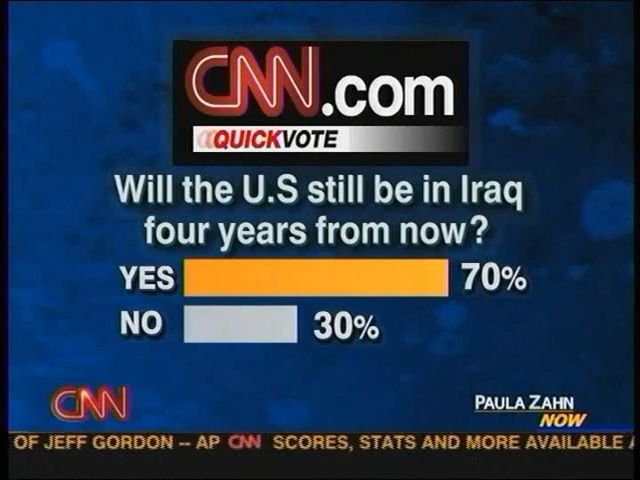 CNN.com
QUICKVOTE
Will the U.S still be in Iraq
four years from now?
YES 70%
NO 30%
CNN
PAULA ZAHN
NOW
OF JEFF GORDON -- AP CNN SCORES, STATS AND MORE AVAILABLE